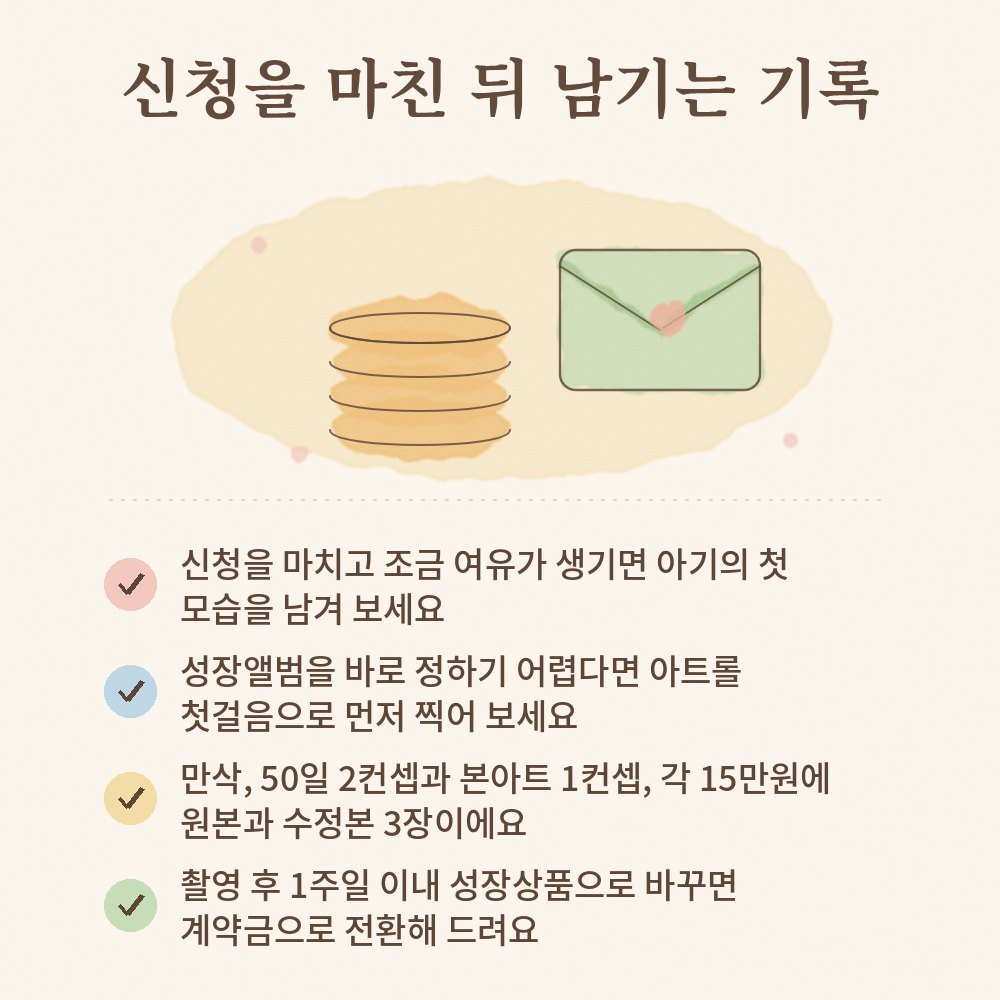 신청을 마친 뒤 남기는 기록
신청을 마치고 조금 여유가 생기면 아기의 첫
모습을 남겨 보세요
성장앨범을 바로 정하기 어렵다면 아트롤
첫걸음으로 먼저 찍어 보세요
만삭, 50일 2컨셉과 본아트 1컨셉, 각 15만원에
원본과 수정본 3장이에요
촬영 후 1주일 이내 성장상품으로 바꾸면
계약금으로 전환해 드려요